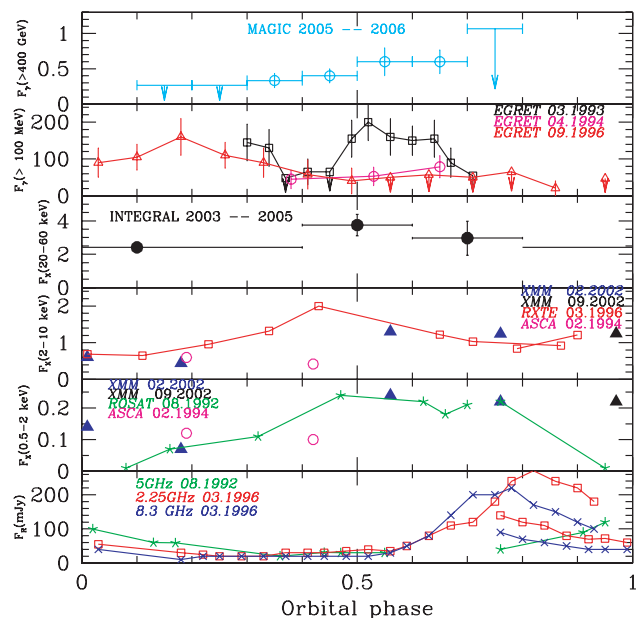 MAGIC 2005 -- 2006
F_γ(>400 GeV)
1
0.5
0
EGRET 03.1993
EGRET 04.1994
EGRET 09.1996
F_γ(> 100 MeV)
200
100
0
INTEGRAL 2003 -- 2005
F_X(20-60 keV)
4
2
0
XMM 02.2002
XMM 09.2002
RXTE 03.1996
ASCA 02.1994
F_X(2-10 keV)
2
1
0
XMM 02.2002
XMM 09.2002
ROSAT 08.1992
ASCA 02.1994
F_X(0.5-2 keV)
0.4
0.2
0
5GHz 08.1992
2.25GHz 03.1996
8.3 GHz 03.1996
F_R(mJy)
200
100
0
0
0.5
1
Orbital phase